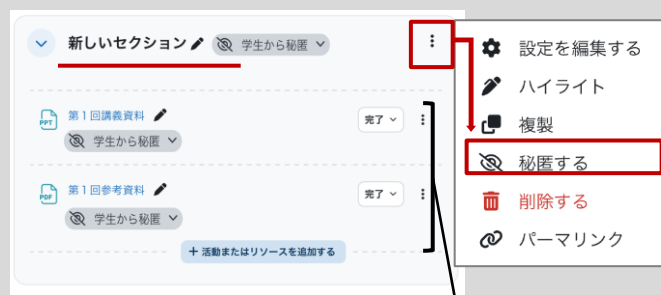 新しいセクション 学生から秘匿
PPT 第1回講義資料
完了
学生から秘匿
PDF 第1回参考資料
完了
学生から秘匿
+ 活動またはリソースを追加する
設定を編集する
ハイライト
複製
秘匿する
削除する
パーマリンク